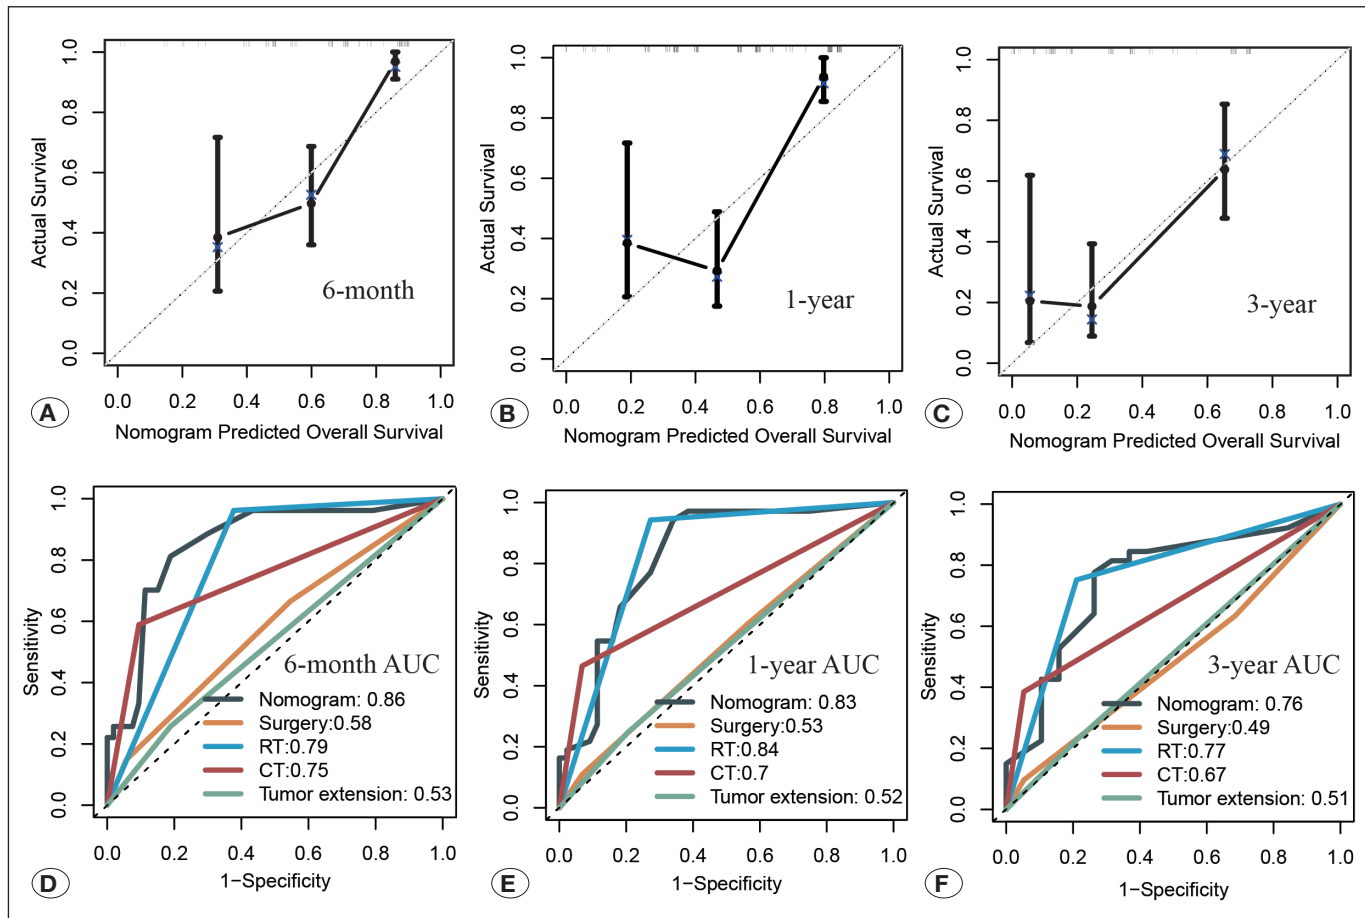 1.0
0.8
0.6
0.4
0.2
0.0
Actual Survival
6-month
0.0 0.2 0.4 0.6 0.8 1.0
Nomogram Predicted Overall Survival
A
1.0
0.8
0.6
0.4
0.2
0.0
Actual Survival
1-year
0.0 0.2 0.4 0.6 0.8 1.0
Nomogram Predicted Overall Survival
B
1.0
0.8
0.6
0.4
0.2
0.0
Actual Survival
3-year
0.0 0.2 0.4 0.6 0.8 1.0
Nomogram Predicted Overall Survival
C
1.0
0.8
0.6
0.4
0.2
0.0
Sensitivity
6-month AUC
Nomogram: 0.86
Surgery:0.58
RT:0.79
CT:0.75
Tumor extension: 0.53
0.0 0.2 0.4 0.6 0.8 1.0
1−Specificity
D
1.0
0.8
0.6
0.4
0.2
0.0
Sensitivity
1-year AUC
Nomogram: 0.83
Surgery:0.53
RT:0.84
CT:0.7
Tumor extension: 0.52
0.0 0.2 0.4 0.6 0.8 1.0
1−Specificity
E
1.0
0.8
0.6
0.4
0.2
0.0
Sensitivity
3-year AUC
Nomogram: 0.76
Surgery:0.49
RT:0.77
CT:0.67
Tumor extension: 0.51
0.0 0.2 0.4 0.6 0.8 1.0
1−Specificity
F